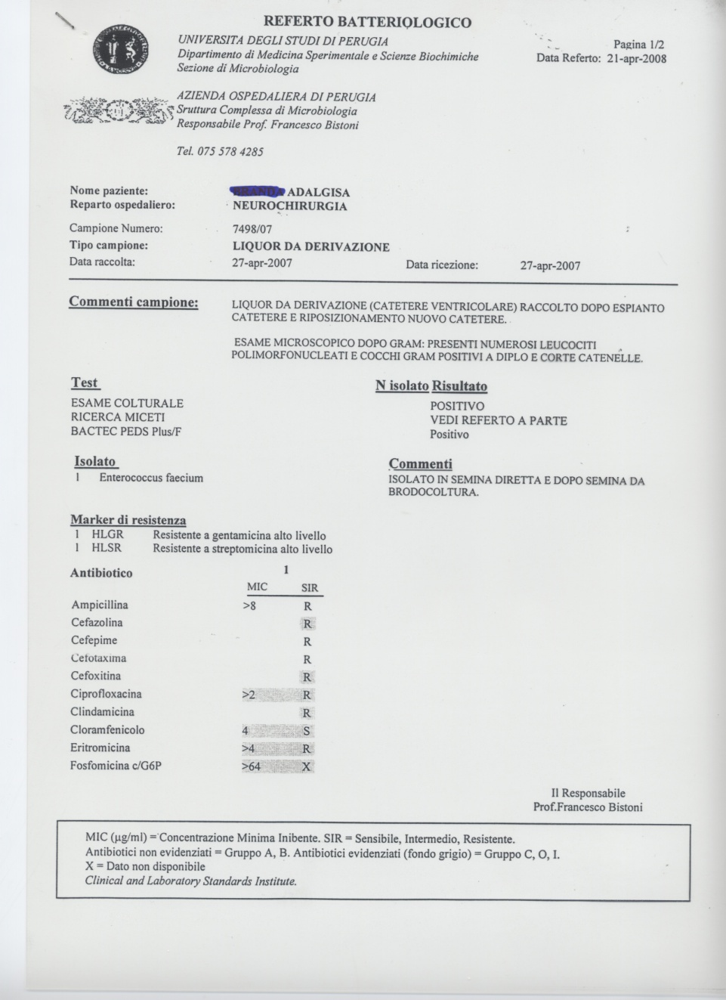 REFERTO BATTERIOLOGICO
UNIVERSITA DEGLI STUDI DI PERUGIA
Dipartimento di Medicina Sperimentale e Scienze Biochimiche
Sezione di Microbiologia
Pagina 1/2
Data Referto: 21-apr-2008
AZIENDA OSPEDALIERA DI PERUGIA
Sruttura Complessa di Microbiologia
Responsabile Prof. Francesco Bistoni
Tel. 075 578 4285
Nome paziente: ADALGISA
Reparto ospedaliero: NEUROCHIRURGIA
Campione Numero: 7498/07
Tipo campione: LIQUOR DA DERIVAZIONE
Data raccolta: 27-apr-2007 Data ricezione: 27-apr-2007
Commenti campione: LIQUOR DA DERIVAZIONE (CATETERE VENTRICOLARE) RACCOLTO DOPO ESPIANTO
CATETERE E RIPOSIZIONAMENTO NUOVO CATETERE.
ESAME MICROSCOPICO DOPO GRAM: PRESENTI NUMEROSI LEUCOCITI
POLIMORFONUCLEATI E COCCHI GRAM POSITIVI A DIPLO E CORTE CATENELLE.
Test N isolato Risultato
ESAME COLTURALE POSITIVO
RICERCA MICETI VEDI REFERTO A PARTE
BACTEC PEDS Plus/F Positivo
Isolato Commenti
1 Enterococcus faecium ISOLATO IN SEMINA DIRETTA E DOPO SEMINA DA
BRODOCOLTURA.
Marker di resistenza
1 HLGR Resistente a gentamicina alto livello
1 HLSR Resistente a streptomicina alto livello
Antibiotico 1
MIC SIR
Ampicillina >8 R
Cefazolina R
Cefepime R
Cefotaxima R
Cefoxitina R
Ciprofloxacina >2 R
Clindamicina R
Cloramfenicolo 4 S
Eritromicina >4 R
Fosfomicina c/G6P >64 X
Il Responsabile
Prof.Francesco Bistoni
MIC (µg/ml) = Concentrazione Minima Inibente. SIR = Sensibile, Intermedio, Resistente.
Antibiotici non evidenziati = Gruppo A, B. Antibiotici evidenziati (fondo grigio) = Gruppo C, O, I.
X = Dato non disponibile
Clinical and Laboratory Standards Institute.